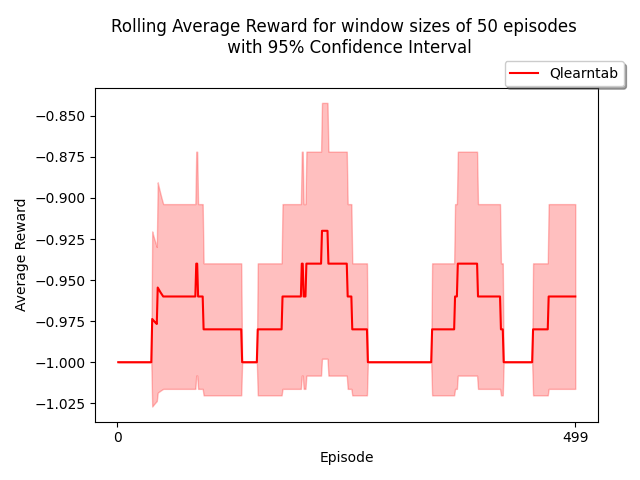 Rolling Average Reward for window sizes of 50 episodes
with 95% Confidence Interval
Qlearntab
−0.850
−0.875
−0.900
−0.925
−0.950
−0.975
−1.000
−1.025
Average Reward
0
499
Episode